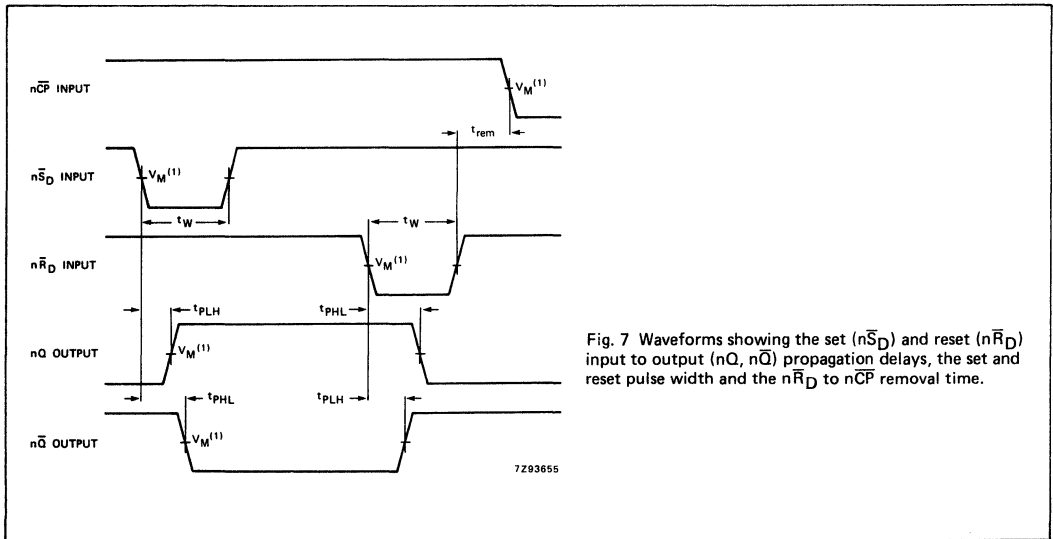 nC̅P̅ INPUT
V_M^(1)
t_rem
nS̅_D INPUT
V_M^(1)
t_W
t_W
nR̅_D INPUT
V_M^(1)
t_PLH
t_PHL
nQ OUTPUT
V_M^(1)
t_PHL
t_PLH
nQ̅ OUTPUT
V_M^(1)
7Z93655
Fig. 7 Waveforms showing the set (nS̅_D) and reset (nR̅_D)
input to output (nQ, nQ̅) propagation delays, the set and
reset pulse width and the nR̅_D to nC̅P̅ removal time.